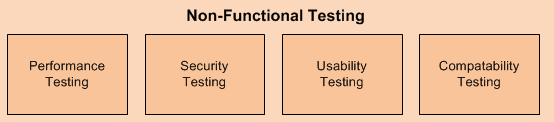 Non-Functional Testing
Performance
Testing
Security
Testing
Usability
Testing
Compatability
Testing